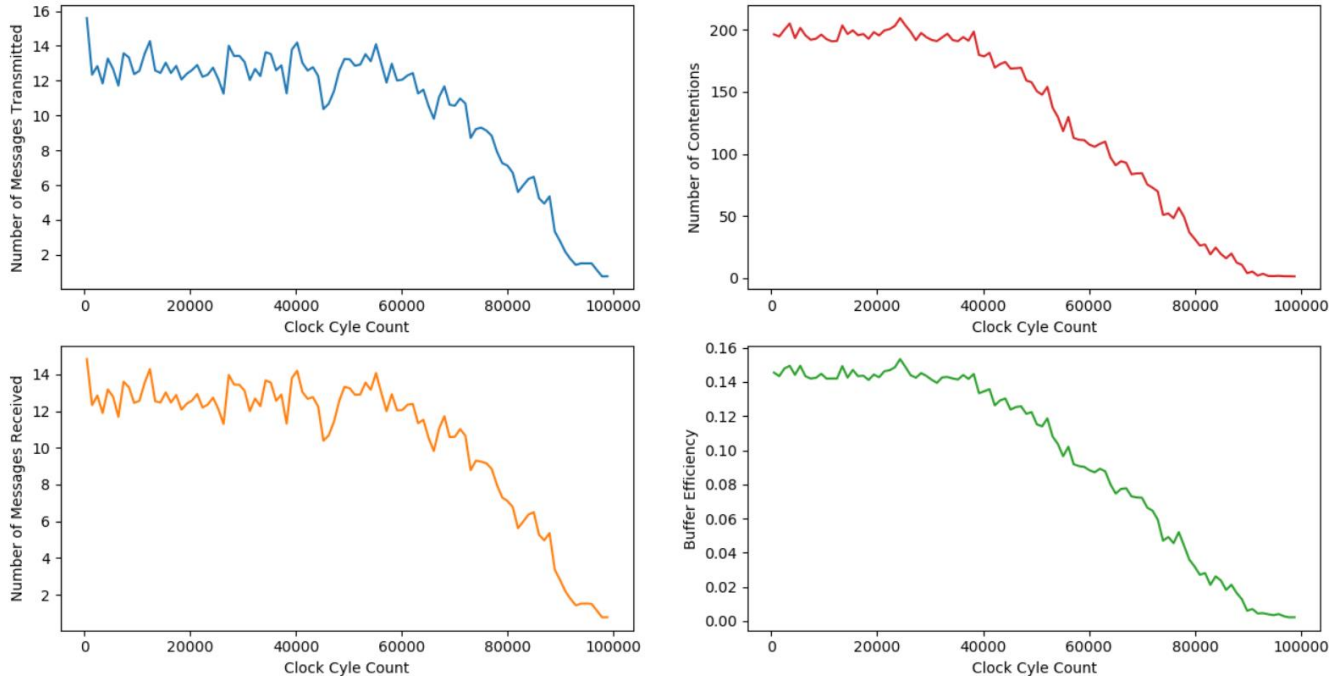 Number of Messages Transmitted
16
14
12
10
8
6
4
2
0 20000 40000 60000 80000 100000
Clock Cyle Count
Number of Contentions
200
150
100
50
0
0 20000 40000 60000 80000 100000
Clock Cyle Count
Number of Messages Received
14
12
10
8
6
4
2
0 20000 40000 60000 80000 100000
Clock Cyle Count
Buffer Efficiency
0.16
0.14
0.12
0.10
0.08
0.06
0.04
0.02
0.00
0 20000 40000 60000 80000 100000
Clock Cyle Count